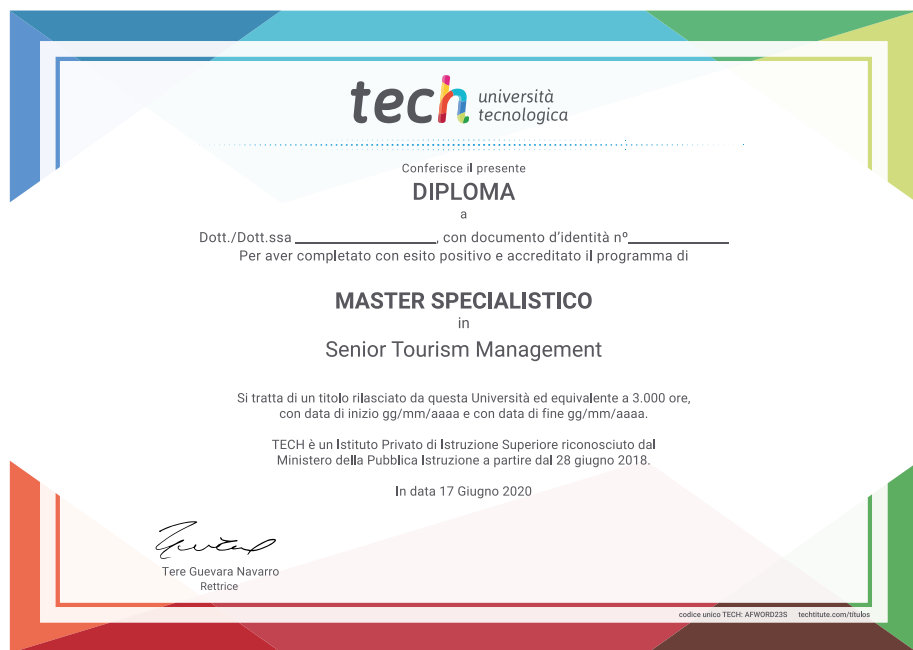 tech università
tecnologica
Conferisce il presente
DIPLOMA
a
Dott./Dott.ssa ________________, con documento d'identità nº____________
Per aver completato con esito positivo e accreditato il programma di
MASTER SPECIALISTICO
in
Senior Tourism Management
Si tratta di un titolo rilasciato da questa Università ed equivalente a 3.000 ore,
con data di inizio gg/mm/aaaa e con data di fine gg/mm/aaaa.
TECH è un Istituto Privato di Istruzione Superiore riconosciuto dal
Ministero della Pubblica Istruzione a partire dal 28 giugno 2018.
In data 17 Giugno 2020
Tere Guevara Navarro
Rettrice
codice unico TECH: AFWORD23S techtitute.com/titulos